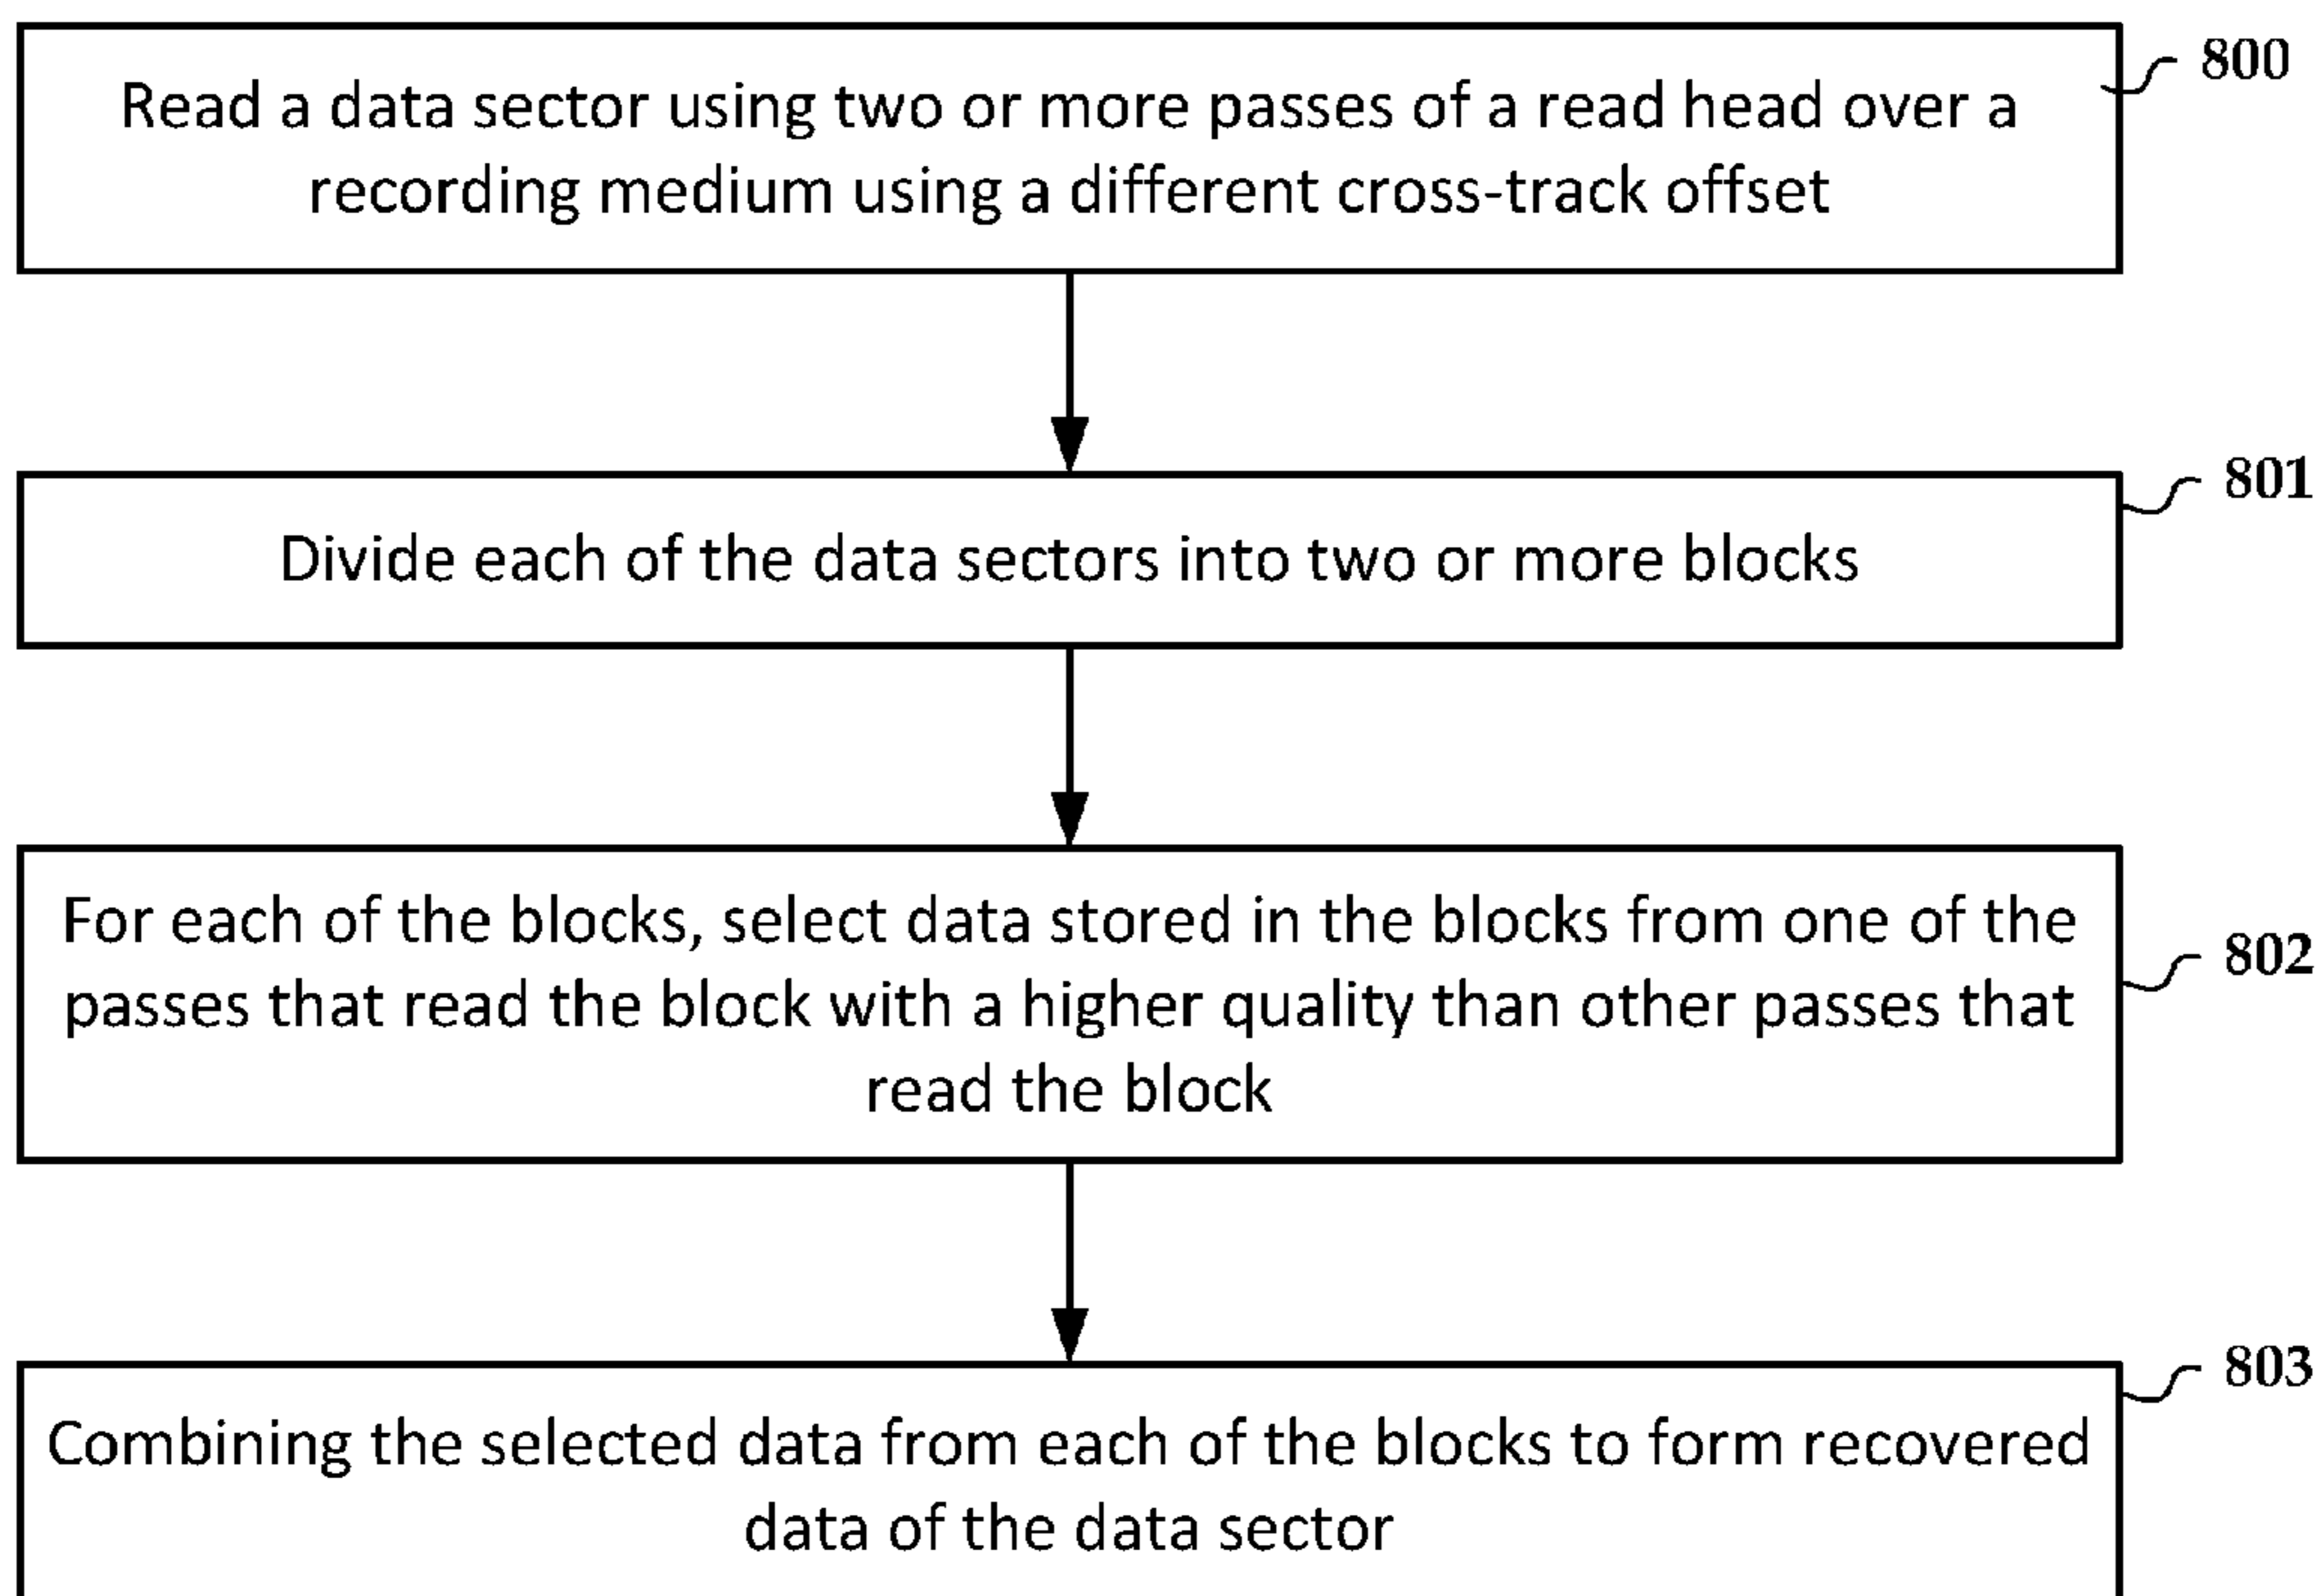 800
Read a data sector using two or more passes of a read head over a
recording medium using a different cross-track offset
801
Divide each of the data sectors into two or more blocks
For each of the blocks, select data stored in the blocks from one of the
802
passes that read the block with a higher quality than other passes that
read the block
803
Combining the selected data from each of the blocks to form recovered
data of the data sector